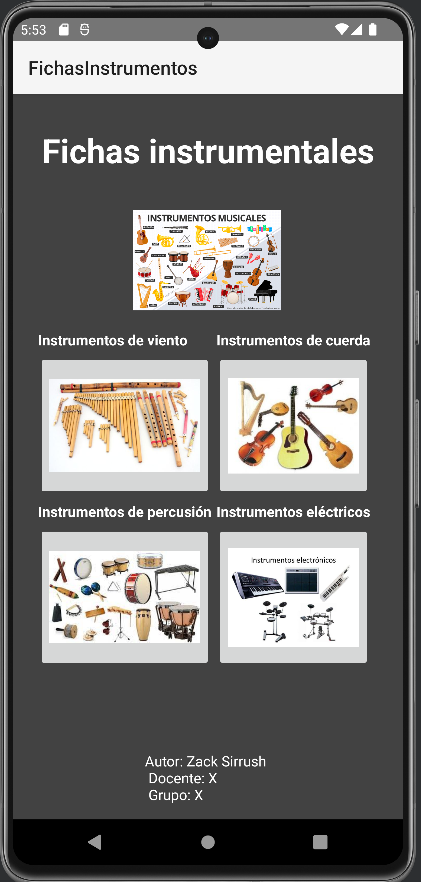 5:53
FichasInstrumentos
Fichas instrumentales
INSTRUMENTOS MUSICALES
Instrumentos de viento
Instrumentos de cuerda
Instrumentos de percusión
Instrumentos eléctricos
Instrumentos electrónicos
Autor: Zack Sirrush
Docente: X
Grupo: X